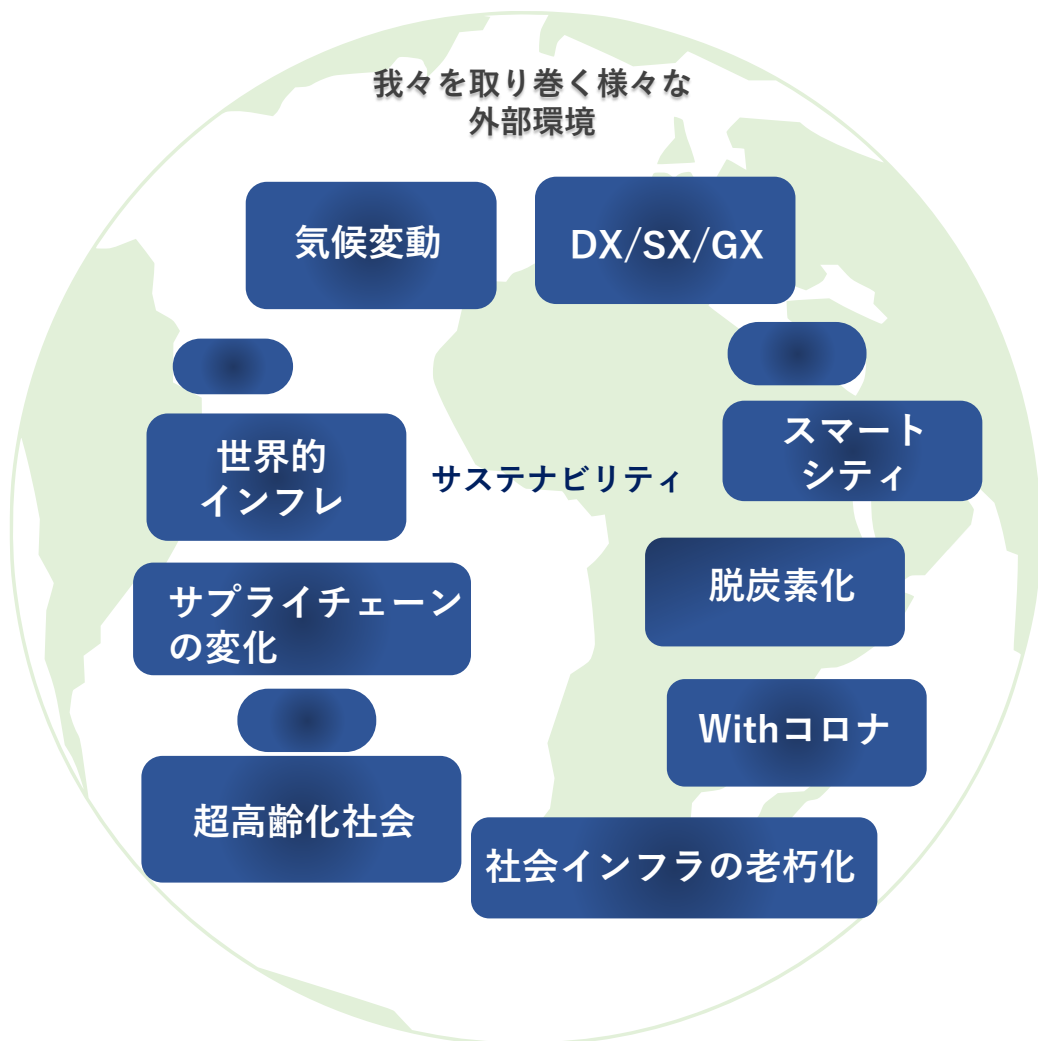 我々を取り巻く様々な
外部環境
気候変動
DX/SX/GX
世界的
インフレ
サステナビリティ
スマート
シティ
サプライチェーン
の変化
脱炭素化
Withコロナ
超高齢化社会
社会インフラの老朽化